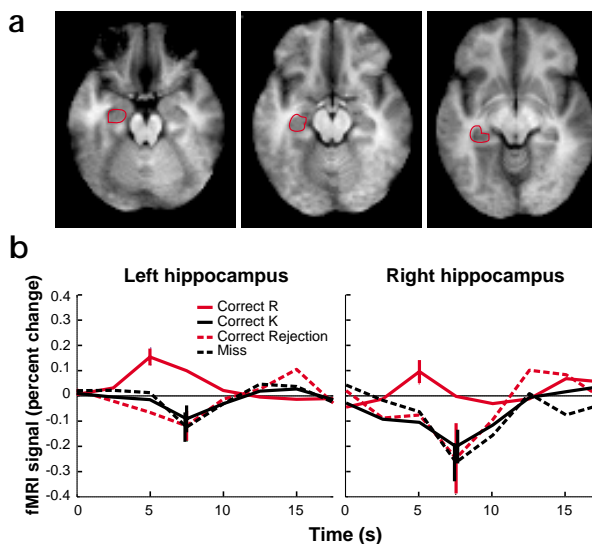 a
b
Left hippocampus
Right hippocampus
fMRI signal (percent change)
0.4
0.3
0.2
0.1
0
-0.1
-0.2
-0.3
-0.4
Correct R
Correct K
Correct Rejection
Miss
0 5 10 15
0 5 10 15
Time (s)